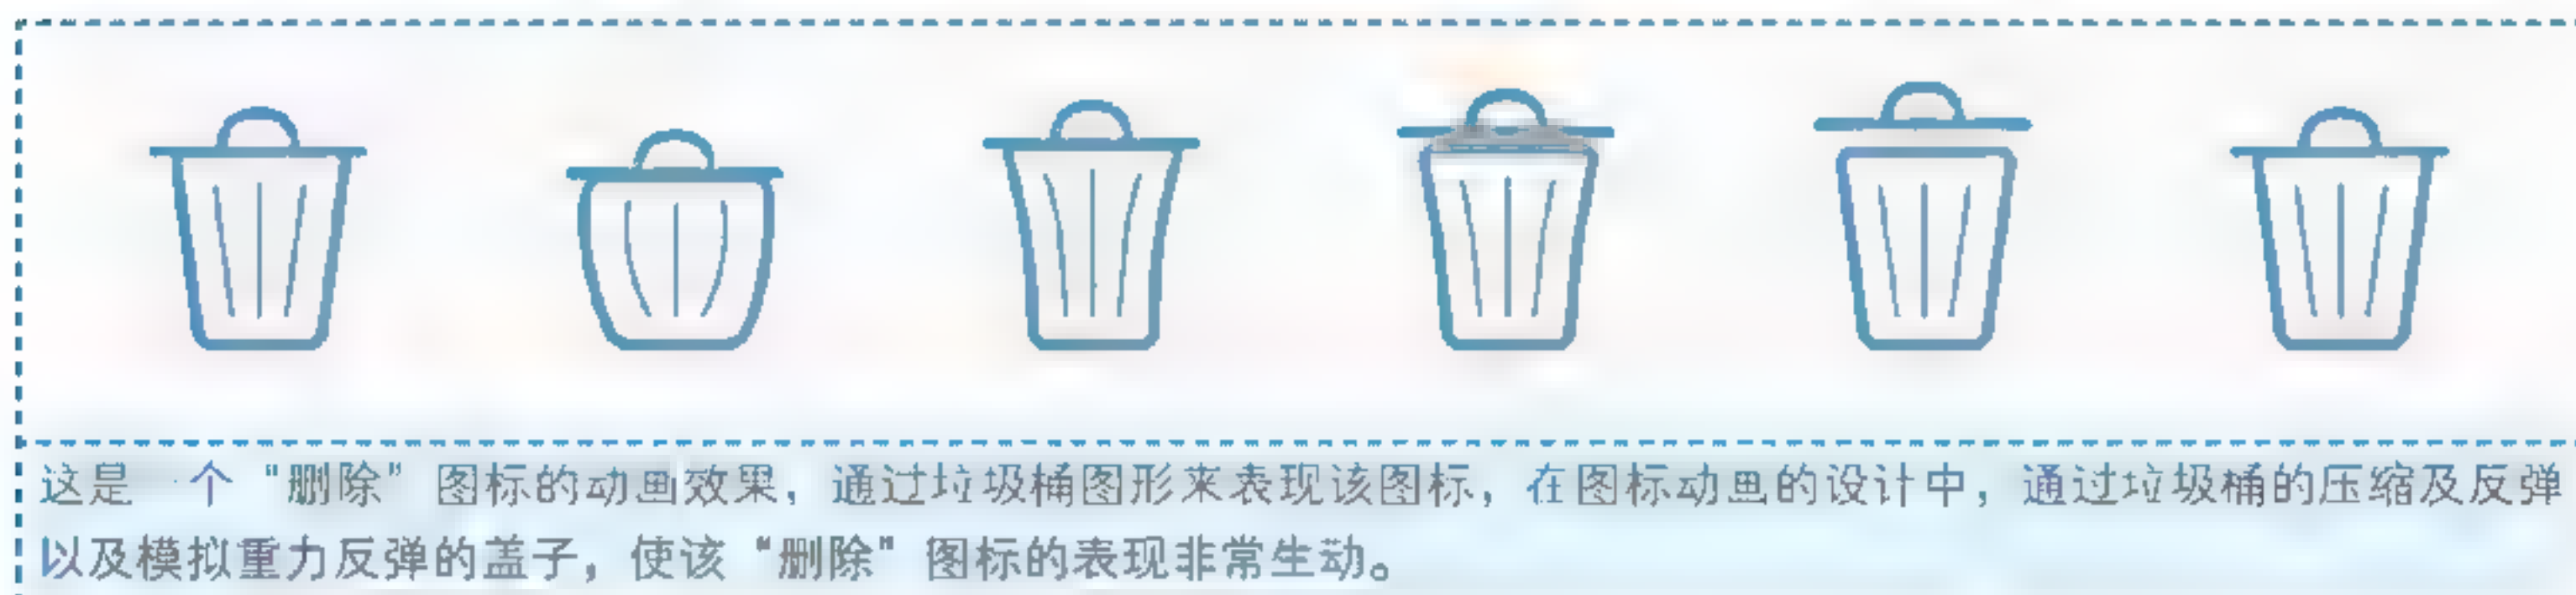 这是一个“删除”图标的动画效果，通过垃圾桶图形来表现该图标，在图标动画的设计中，通过垃圾桶的压缩及反弹
以及模拟重力反弹的盖子，使该“删除”图标的表现非常生动。